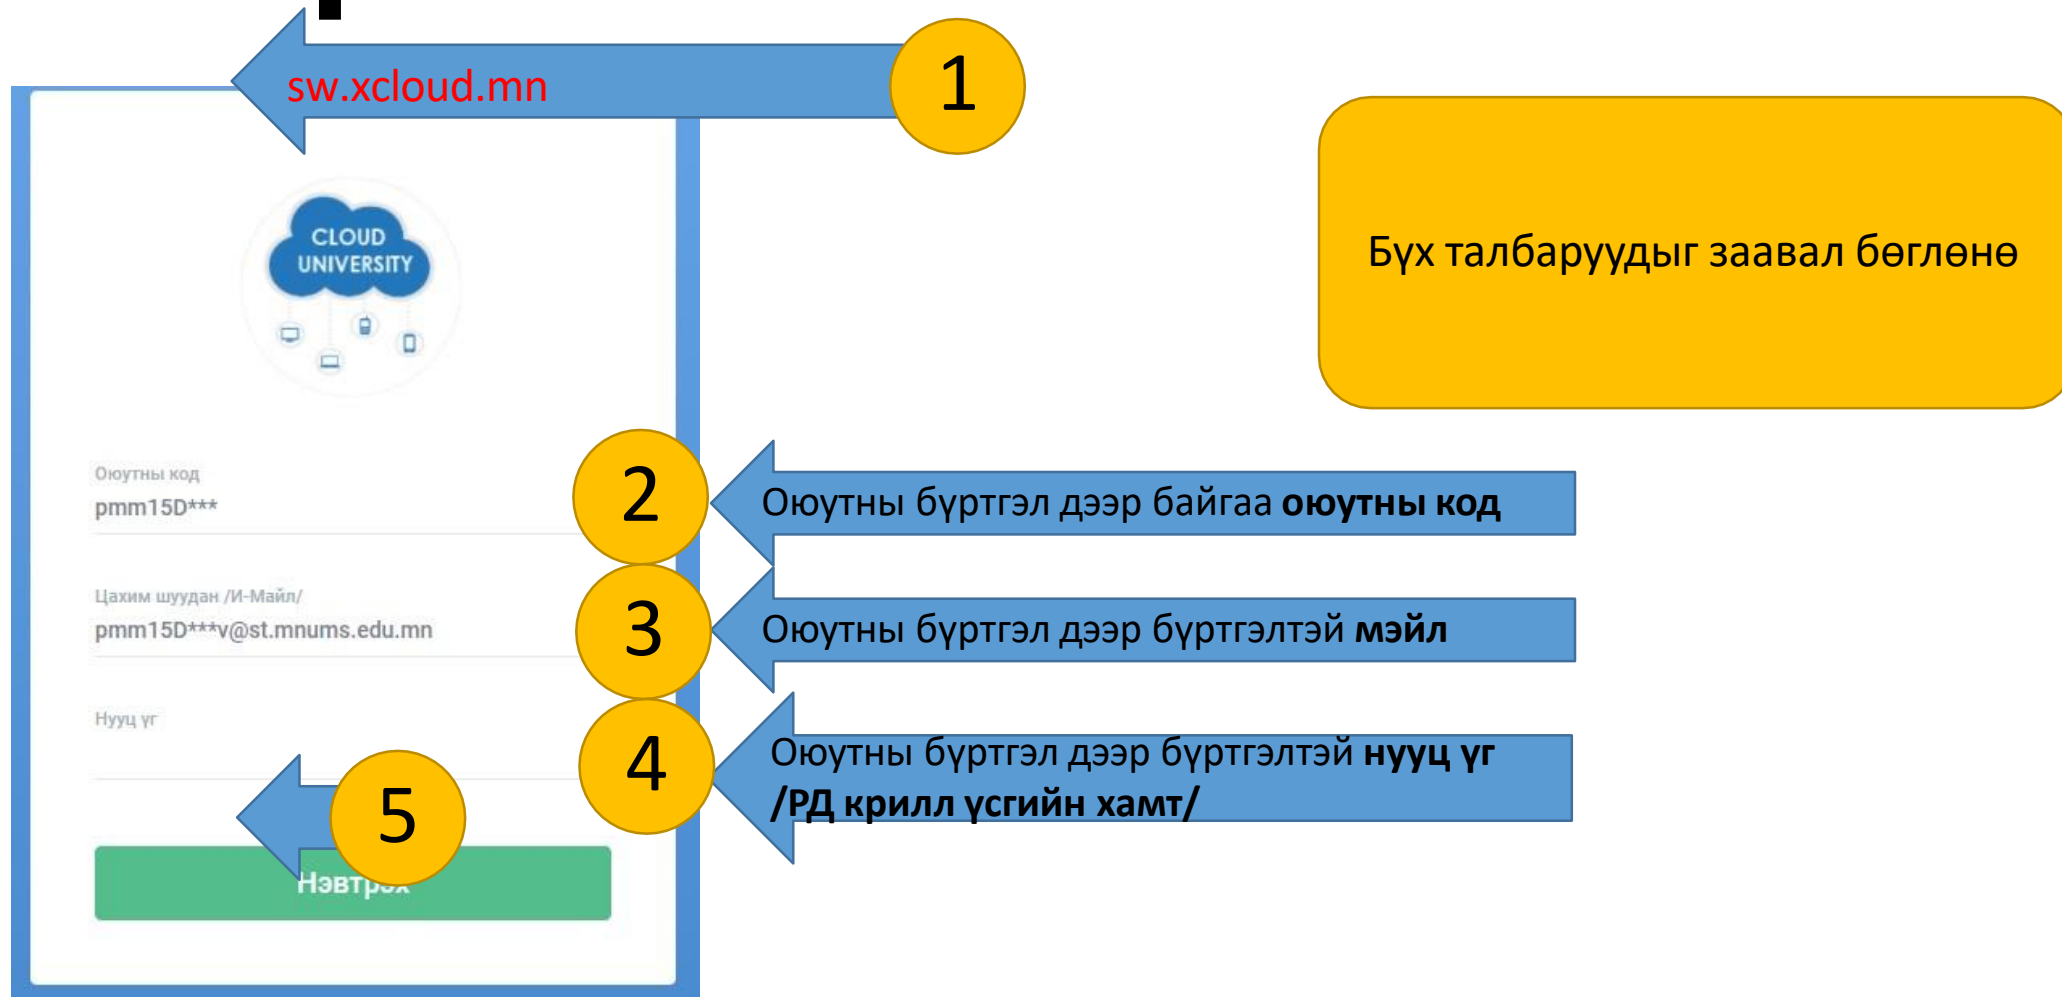 sw.xcloud.mn
1
CLOUD
UNIVERSITY
Бүх талбаруудыг заавал бөглөнө
Оюутны код
pmm15D***
2
Оюутны бүртгэл дээр байгаа оюутны код
Цахим шуудан /И-Майл/
pmm15D***v@st.mnums.edu.mn
3
Оюутны бүртгэл дээр бүртгэлтэй мэйл
Нууц үг
4
Оюутны бүртгэл дээр бүртгэлтэй нууц үг
/РД крилл үсгийн хамт/
5
Нэвтрэх